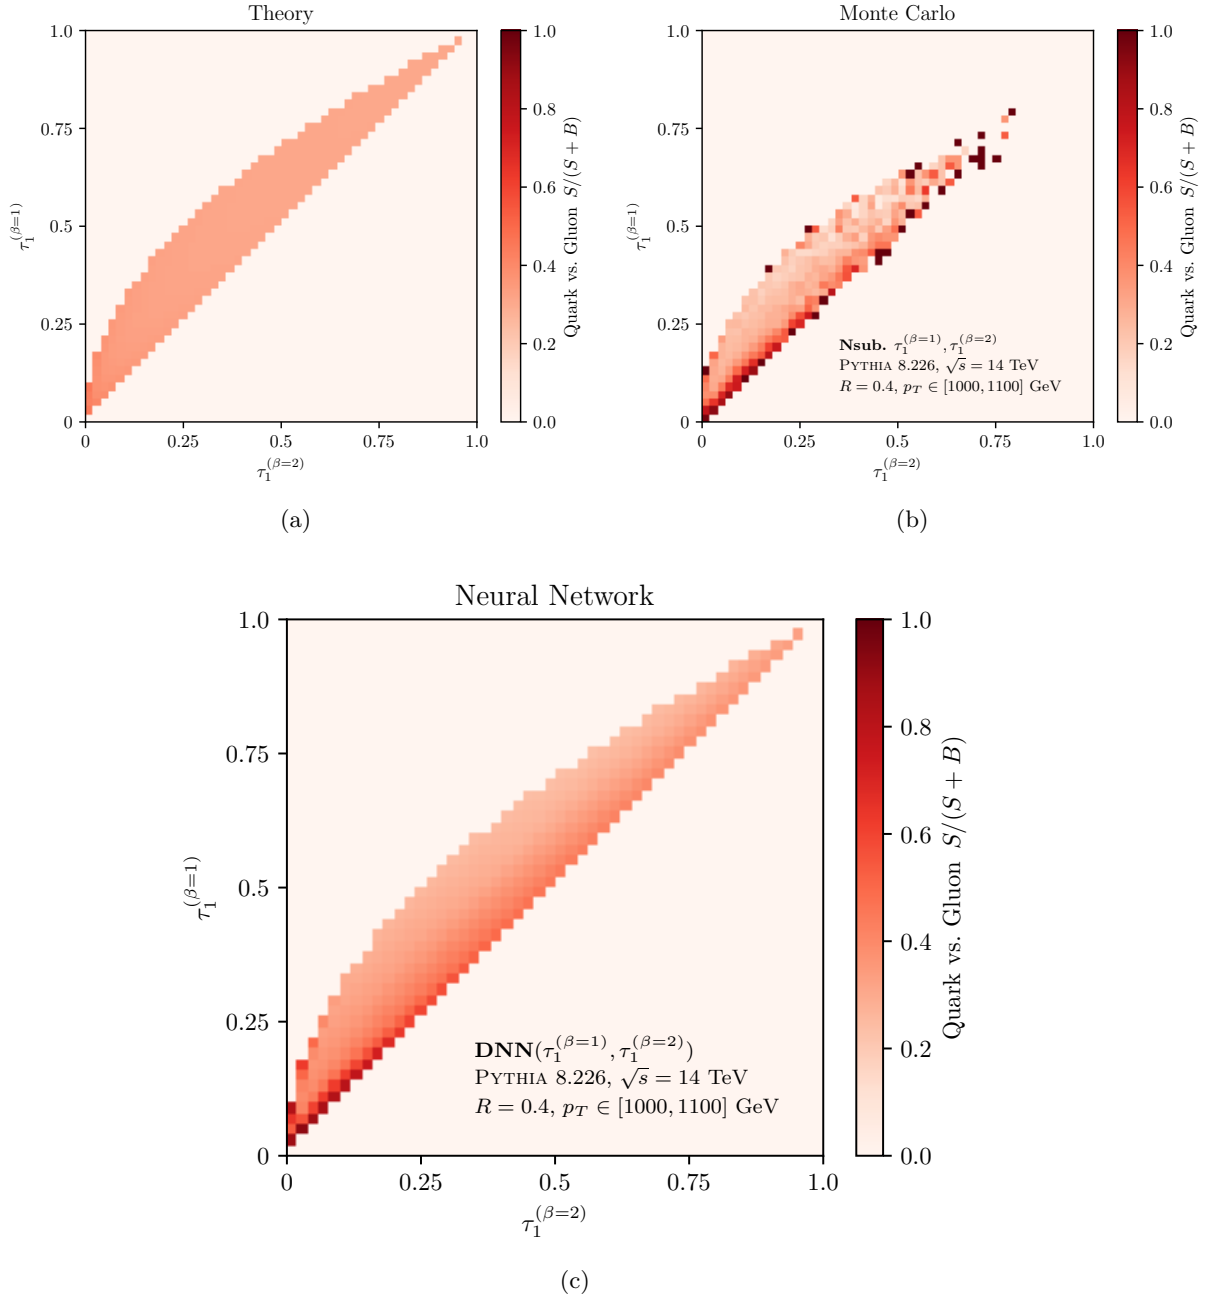 Theory
1.0
0.75
0.5
0.25
0
0
0.25
0.5
0.75
1.0
τ₁^(β=1)
τ₁^(β=2)
1.0
0.8
0.6
0.4
0.2
0.0
Quark vs. Gluon S/(S + B)
(a)
Monte Carlo
1.0
0.75
0.5
0.25
0
0
0.25
0.5
0.75
1.0
τ₁^(β=1)
τ₁^(β=2)
Nsub. τ₁^(β=1), τ₁^(β=2)
PYTHIA 8.226, √s = 14 TeV
R = 0.4, p_T ∈ [1000, 1100] GeV
1.0
0.8
0.6
0.4
0.2
0.0
Quark vs. Gluon S/(S + B)
(b)
Neural Network
1.0
0.75
0.5
0.25
0
0
0.25
0.5
0.75
1.0
τ₁^(β=1)
τ₁^(β=2)
DNN(τ₁^(β=1), τ₁^(β=2))
PYTHIA 8.226, √s = 14 TeV
R = 0.4, p_T ∈ [1000, 1100] GeV
1.0
0.8
0.6
0.4
0.2
0.0
Quark vs. Gluon S/(S + B)
(c)